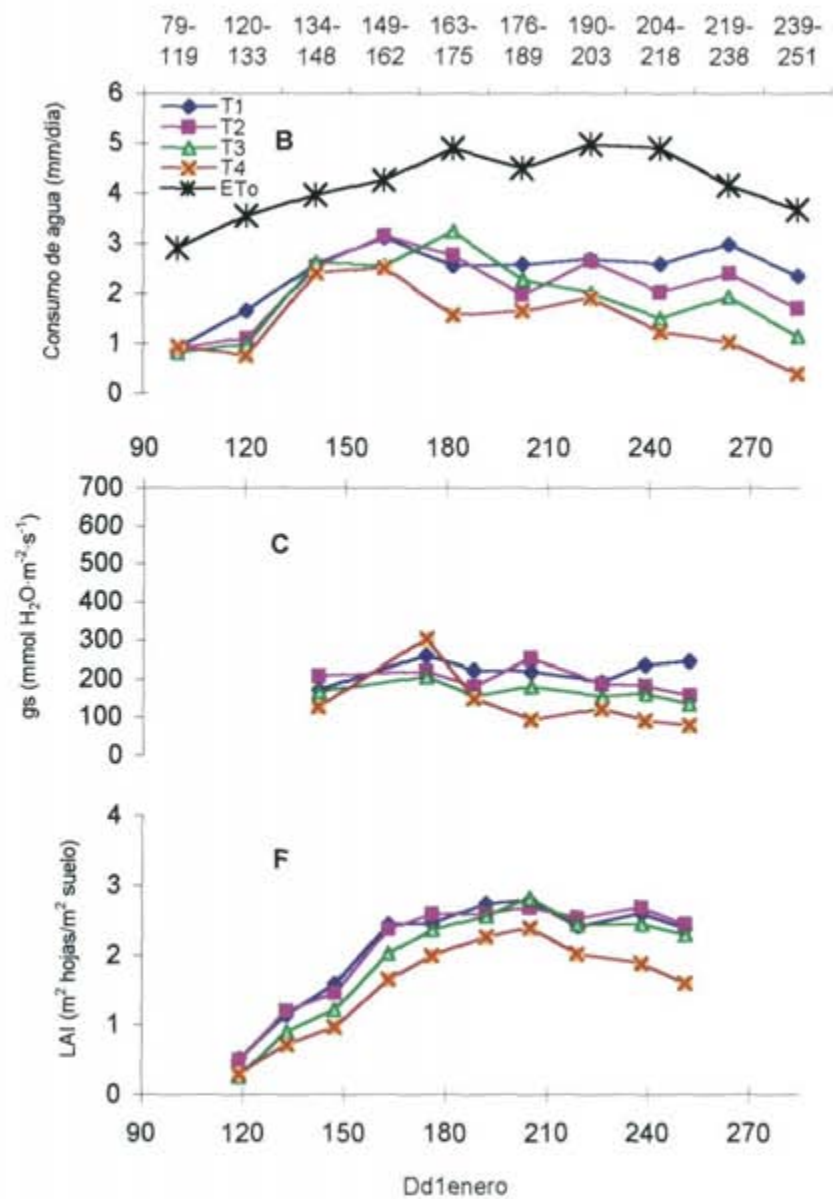 79- 120- 134- 149- 163- 176- 190- 204- 219- 239-
119 133 148 162 175 189 203 218 238 251
6
5
4
3
2
1
0
Consumo de agua (mm/dia)
T1
T2
T3
T4
ETo
B
90 120 150 180 210 240 270
700
600
500
400
300
200
100
0
gs (mmol H₂O·m⁻²·s⁻¹)
C
4
3
2
1
0
LAI (m² hojas/m² suelo)
F
90 120 150 180 210 240 270
Dd1enero